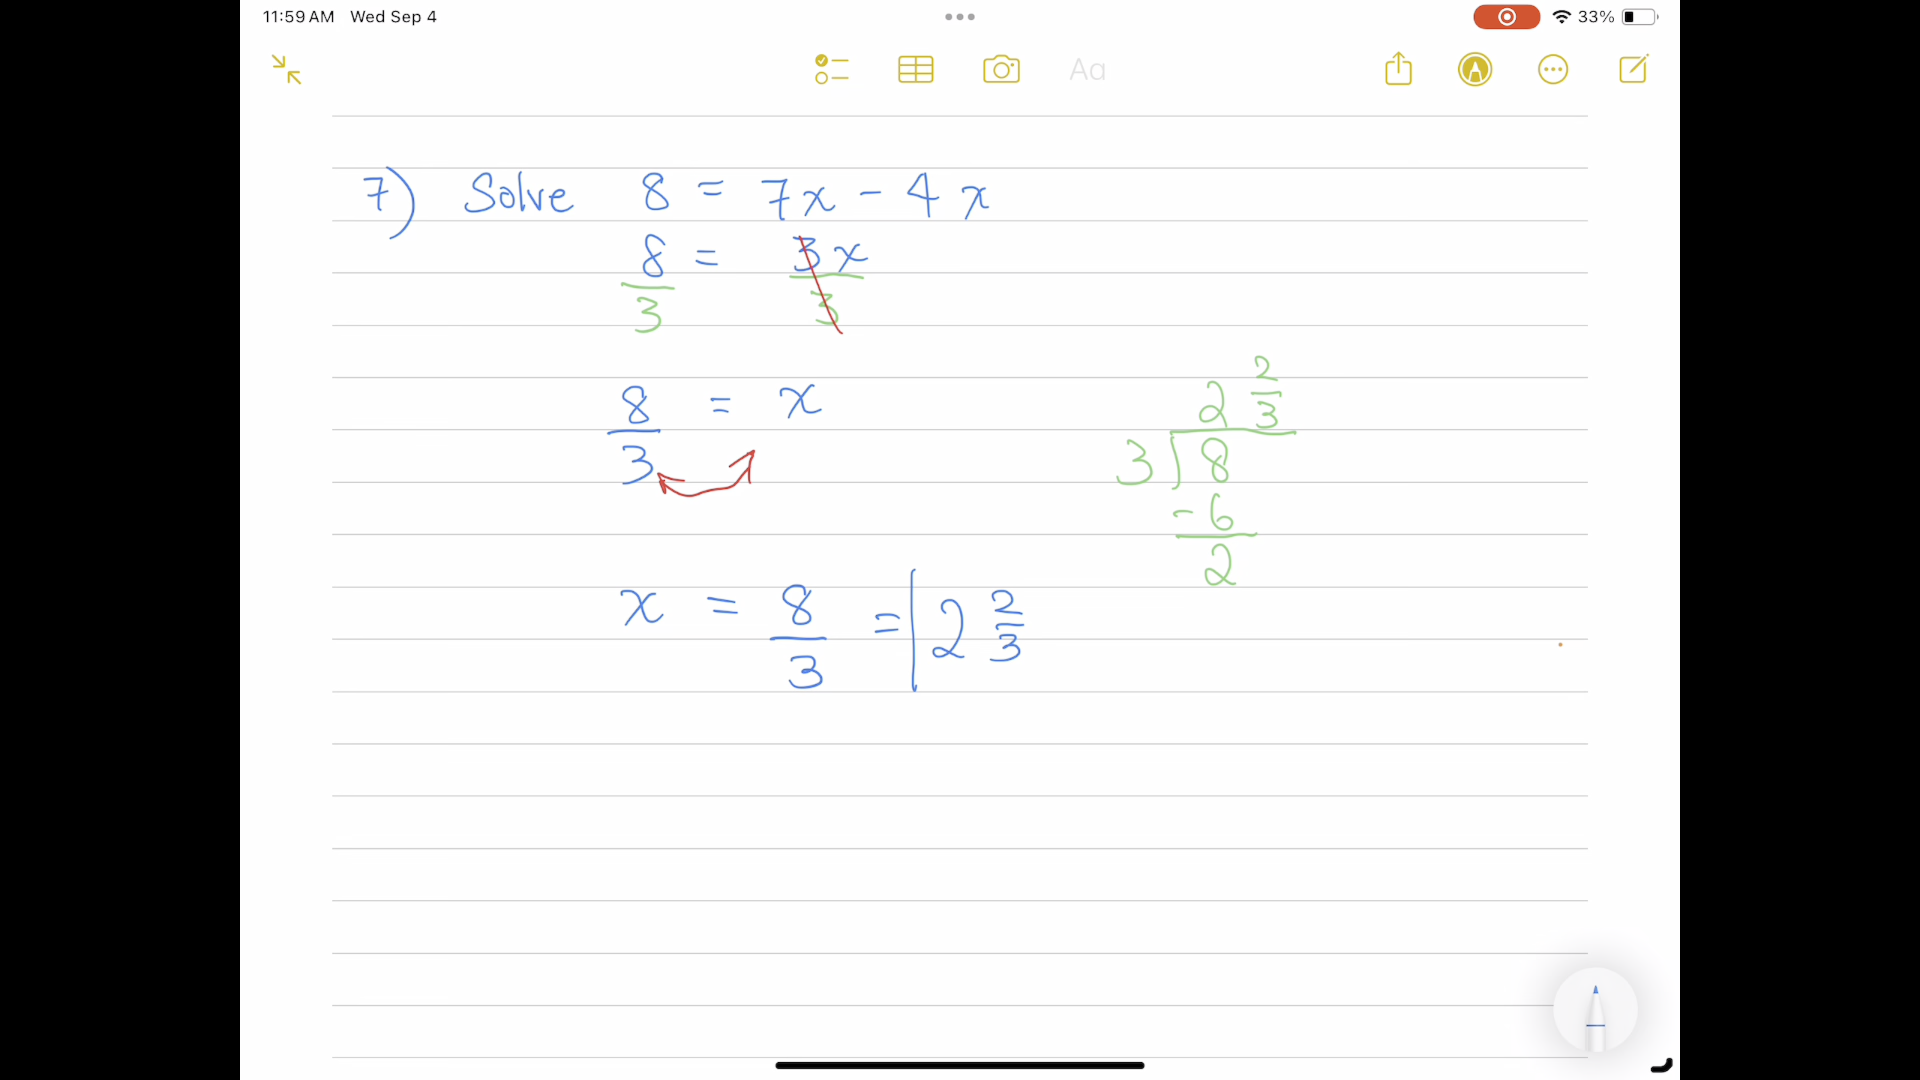 11:59 AM Wed Sep 4
33%
Aa
7) Solve 8 = 7x - 4x
8/3 = 3x/3
8/3 = x
2 2/3
3 8
- 6
2
x = 8/3 = 2 2/3